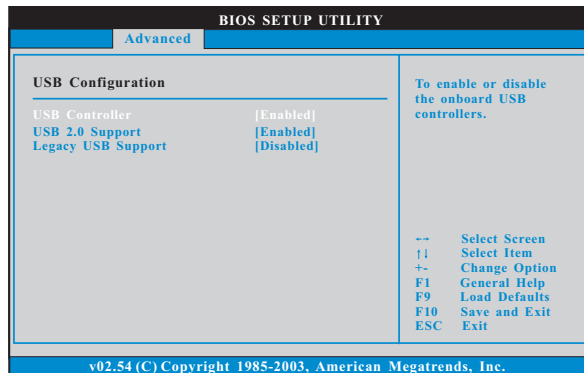 BIOS SETUP UTILITY
Advanced
USB Configuration
USB Controller [Enabled]
USB 2.0 Support [Enabled]
Legacy USB Support [Disabled]
To enable or disable
the onboard USB
controllers.
←→ Select Screen
↑↓ Select Item
+- Change Option
F1 General Help
F9 Load Defaults
F10 Save and Exit
ESC Exit
v02.54 (C) Copyright 1985-2003, American Megatrends, Inc.